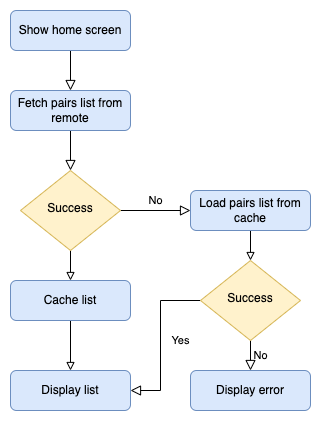 Show home screen
Fetch pairs list from
remote
Success
No
Load pairs list from
cache
Cache list
Success
Yes
No
Display list
Display error